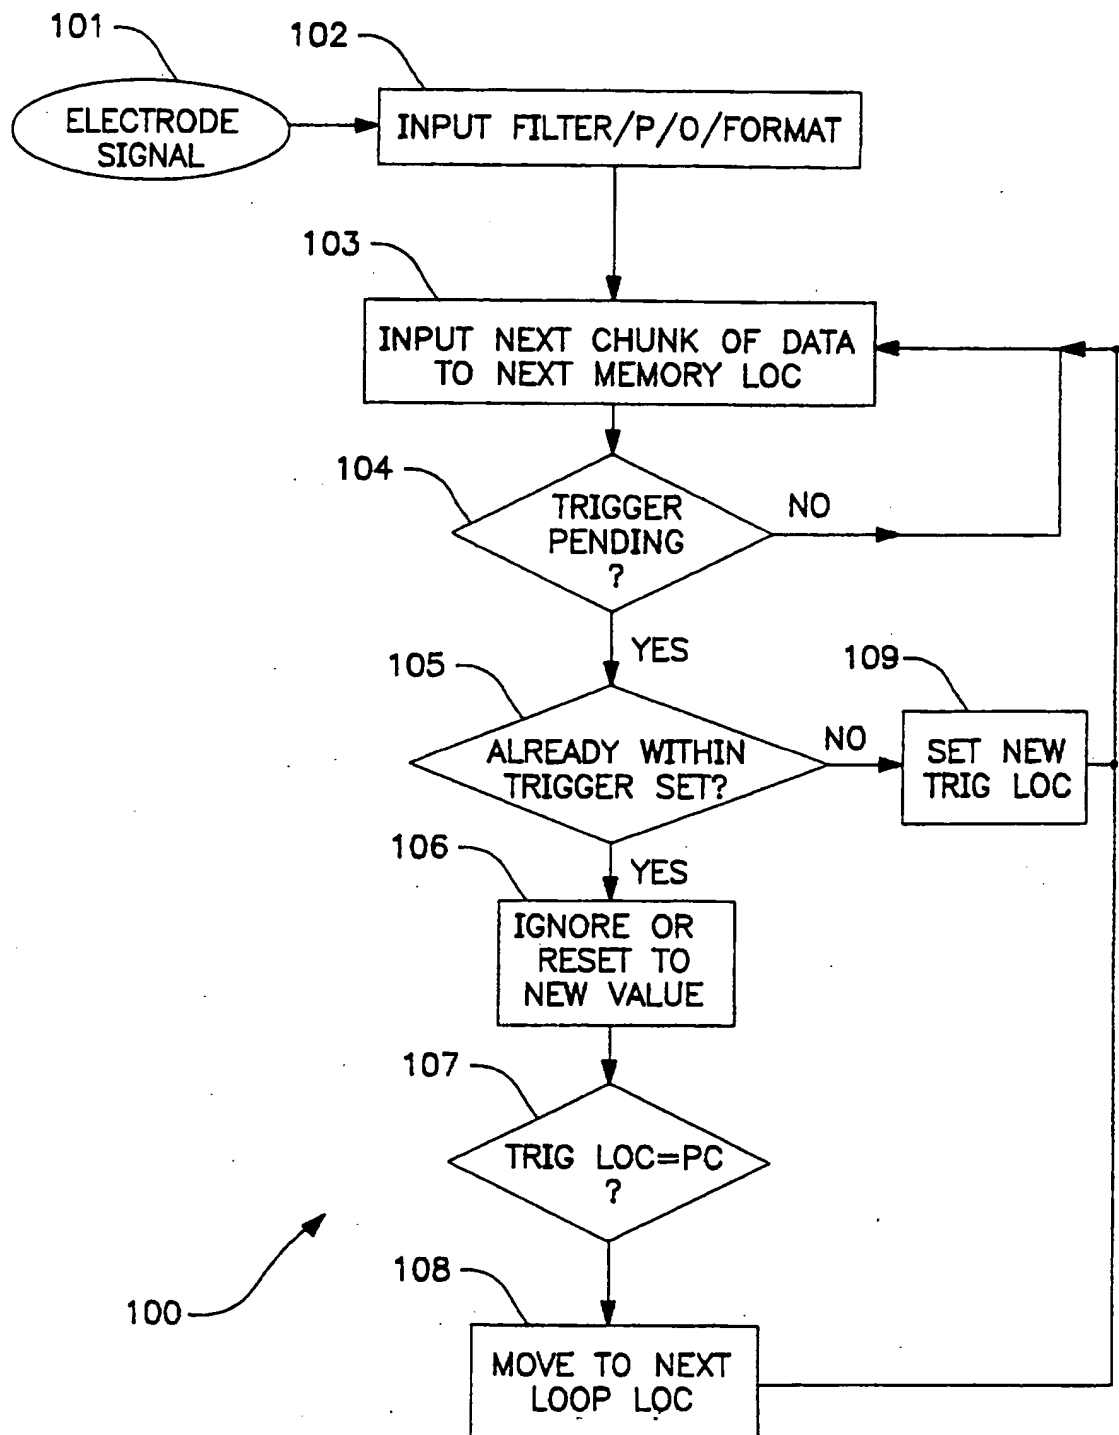 101
102
ELECTRODE
SIGNAL
INPUT FILTER/P/O/FORMAT
103
INPUT NEXT CHUNK OF DATA
TO NEXT MEMORY LOC
104
TRIGGER
PENDING
?
NO
YES
105
109
ALREADY WITHIN
TRIGGER SET?
NO
SET NEW
TRIG LOC
106
YES
IGNORE OR
RESET TO
NEW VALUE
107
TRIG LOC=PC
?
100
108
MOVE TO NEXT
LOOP LOC